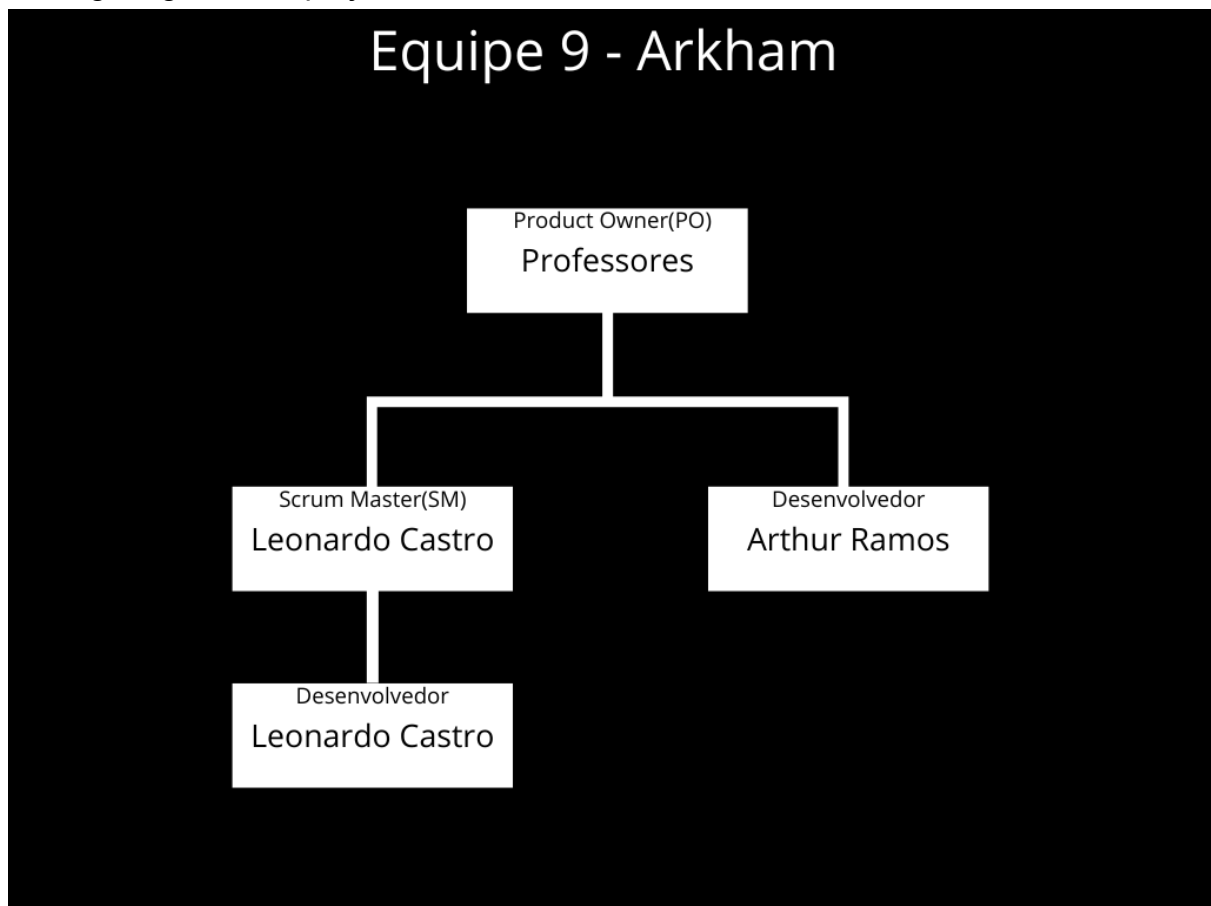 Equipe 9 - Arkham
Product Owner(PO)
Professores
Scrum Master(SM)
Leonardo Castro
Desenvolvedor
Arthur Ramos
Desenvolvedor
Leonardo Castro